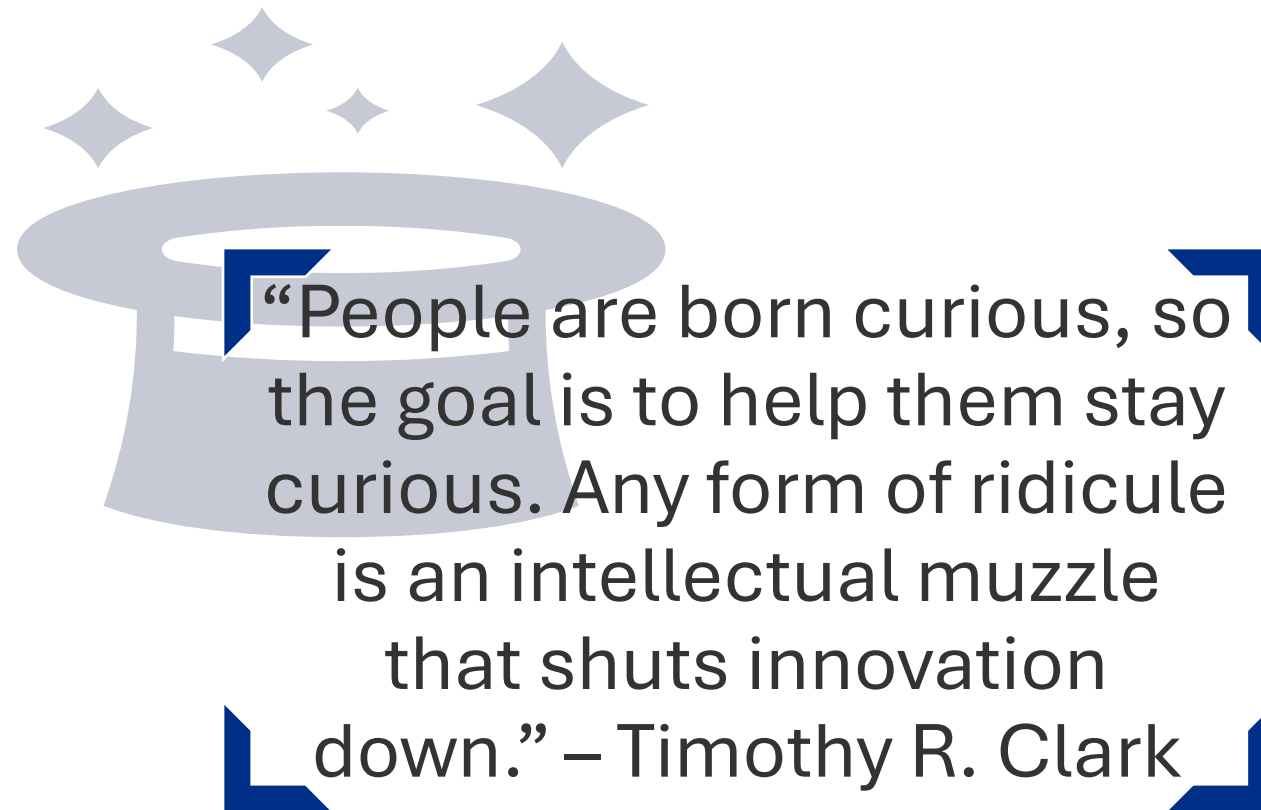 “People are born curious, so
the goal is to help them stay
curious. Any form of ridicule
is an intellectual muzzle
that shuts innovation
down.” – Timothy R. Clark